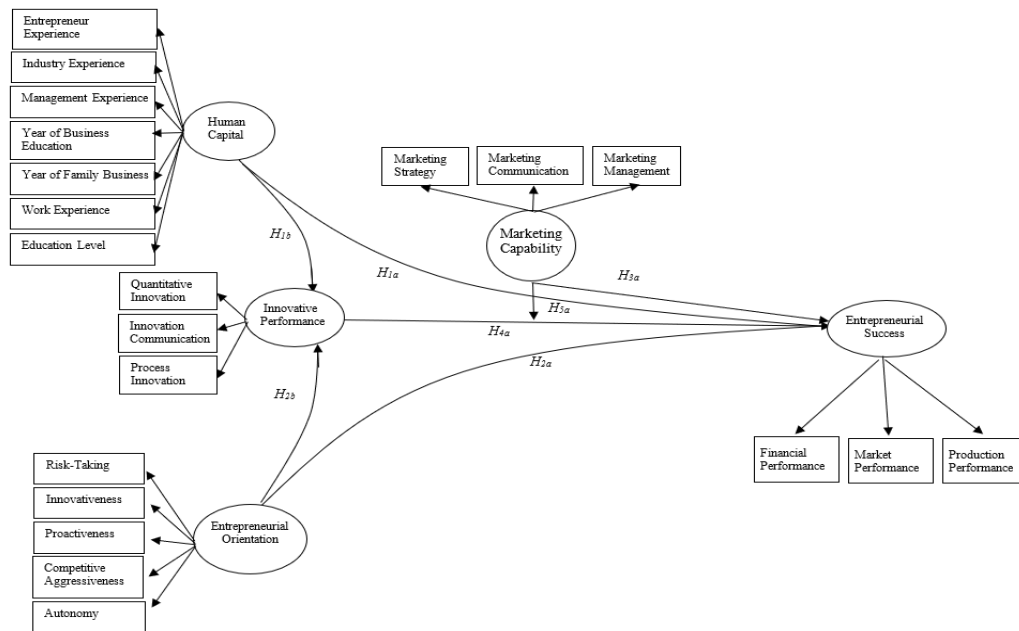 Entrepreneur
Experience
Industry Experience
Management Experience
Year of Business
Education
Year of Family Business
Work Experience
Education Level
Human
Capital
Marketing
Strategy
Marketing
Communication
Marketing
Management
Marketing
Capability
H1b
H1a
H3a
H5a
H4a
H2a
H2b
Quantitative
Innovation
Innovation
Communication
Process
Innovation
Innovative
Performance
Entrepreneurial
Success
Financial
Performance
Market
Performance
Production
Performance
Risk-Taking
Innovativeness
Proactiveness
Competitive
Aggressiveness
Autonomy
Entrepreneurial
Orientation